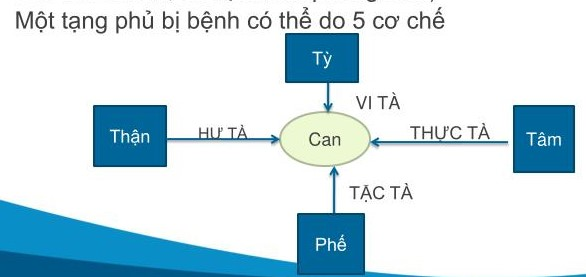 Một tạng phủ bị bệnh có thể do 5 cơ chế
Tỳ
VI TÀ
Thận
HƯ TÀ
Can
THỰC TÀ
Tâm
TẶC TÀ
Phế